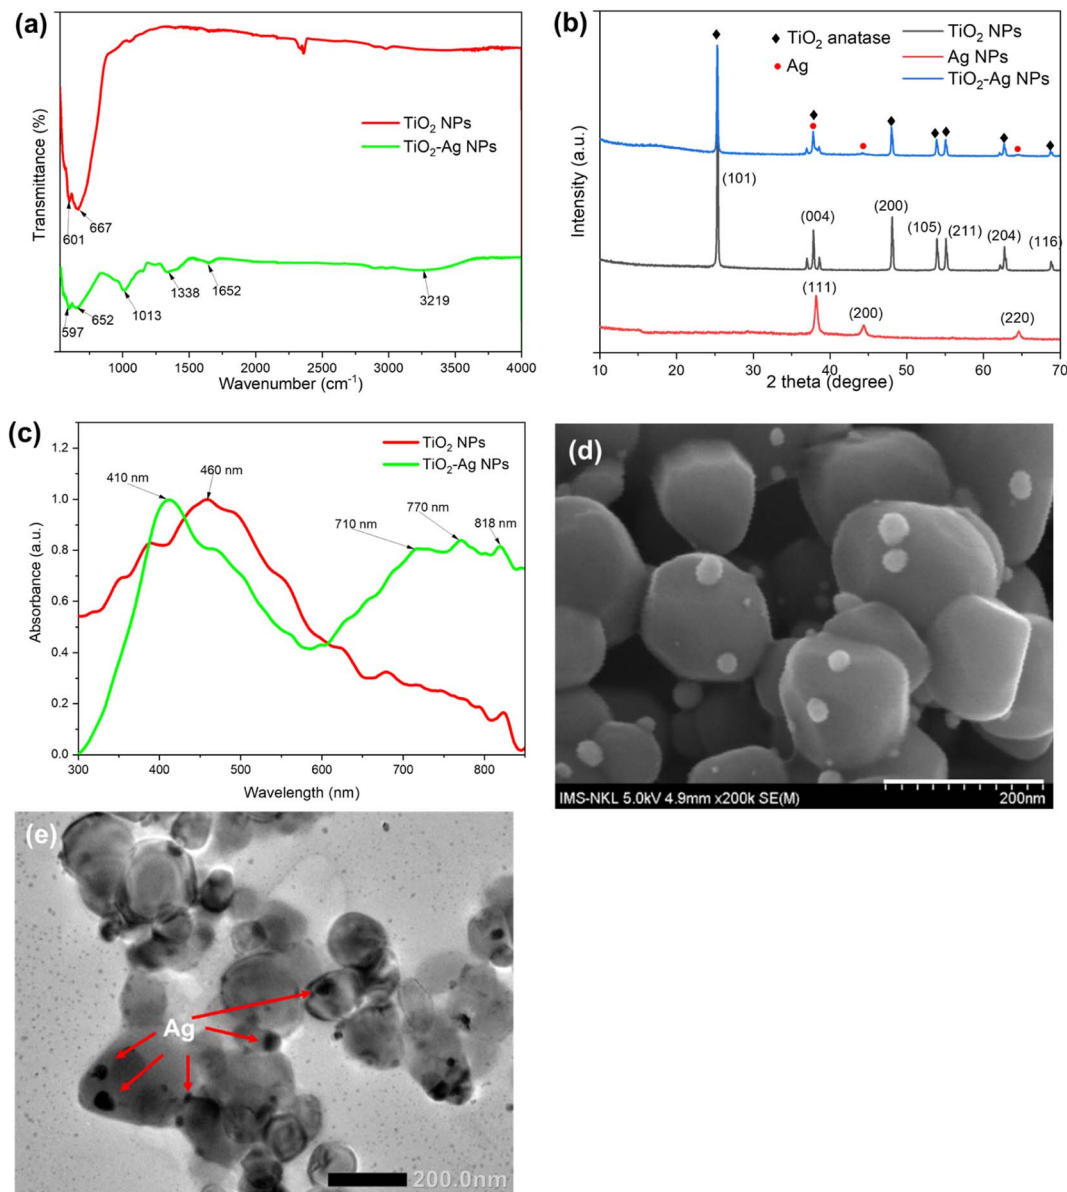 (a)
Transmittance (%)
TiO2 NPs
TiO2-Ag NPs
601
667
597
652
1013
1338
1652
3219
1000 1500 2000 2500 3000 3500 4000
Wavenumber (cm-1)
(b)
Intensity (a.u.)
TiO2 anatase
Ag
TiO2 NPs
Ag NPs
TiO2-Ag NPs
(101)
(004)
(200)
(105)
(211)
(204)
(116)
(111)
(200)
(220)
10 20 30 40 50 60 70
2 theta (degree)
(c)
Absorbance (a.u.)
1.2
1.0
0.8
0.6
0.4
0.2
0.0
TiO2 NPs
TiO2-Ag NPs
410 nm
460 nm
710 nm
770 nm
818 nm
300 400 500 600 700 800
Wavelength (nm)
(d)
IMS-NKL 5.0kV 4.9mm x200k SE(M)
200nm
(e)
Ag
200.0nm